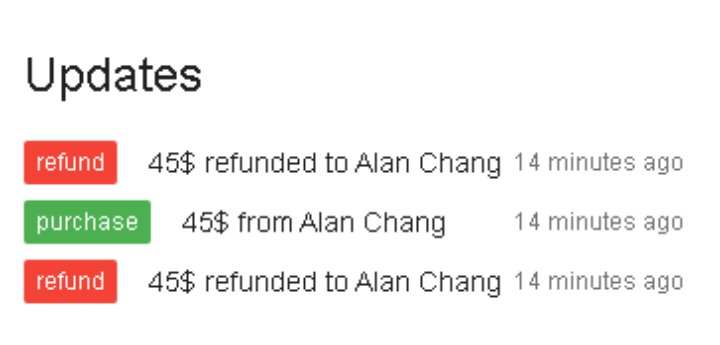 Updates
refund 45$ refunded to Alan Chang 14 minutes ago
purchase 45$ from Alan Chang 14 minutes ago
refund 45$ refunded to Alan Chang 14 minutes ago